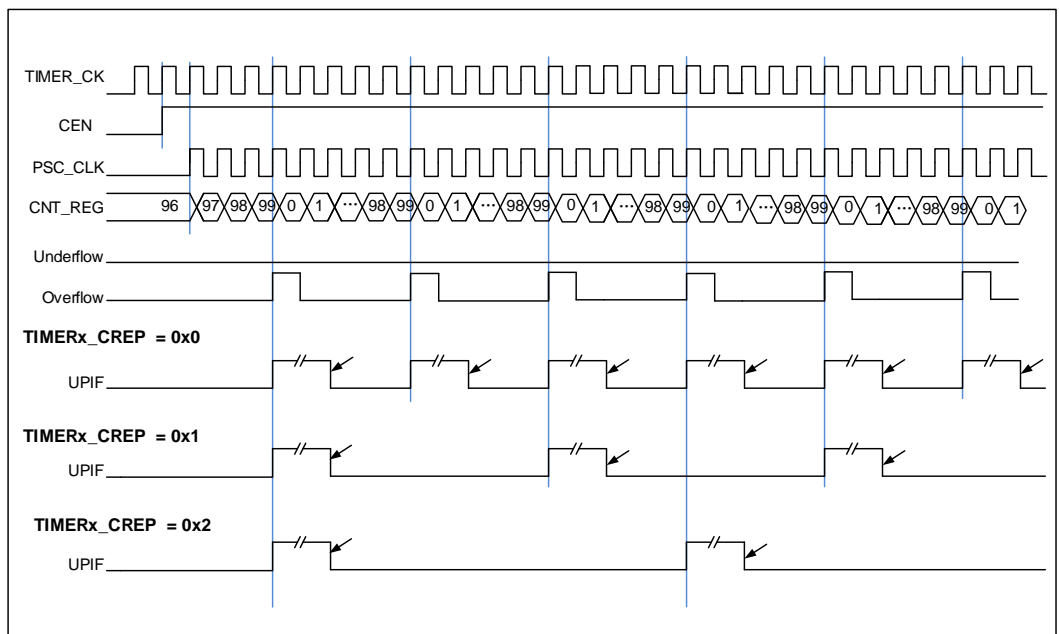 TIMER_CK
CEN
PSC_CLK
CNT_REG 96 97 98 99 0 1 ... 98 99 0 1 ... 98 99 0 1 ... 98 99 0 1 ... 98 99 0 1 ... 98 99 0 1
Underflow
Overflow
TIMERx_CREP = 0x0
UPIF
TIMERx_CREP = 0x1
UPIF
TIMERx_CREP = 0x2
UPIF